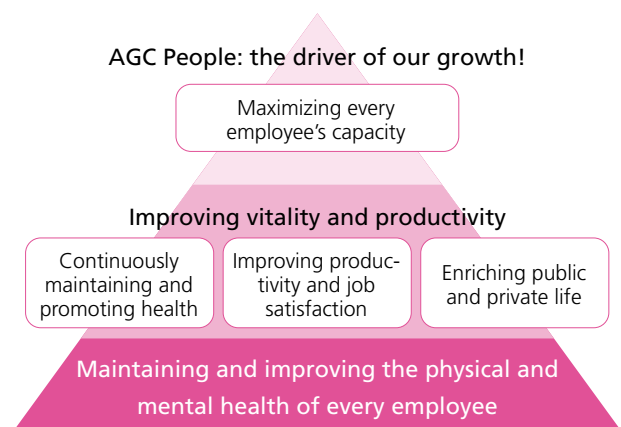 AGC People: the driver of our growth!
Maximizing every
employee’s capacity
Improving vitality and productivity
Continuously
maintaining and
promoting health
Improving produc-
tivity and job
satisfaction
Enriching public
and private life
Maintaining and improving the physical and
mental health of every employee